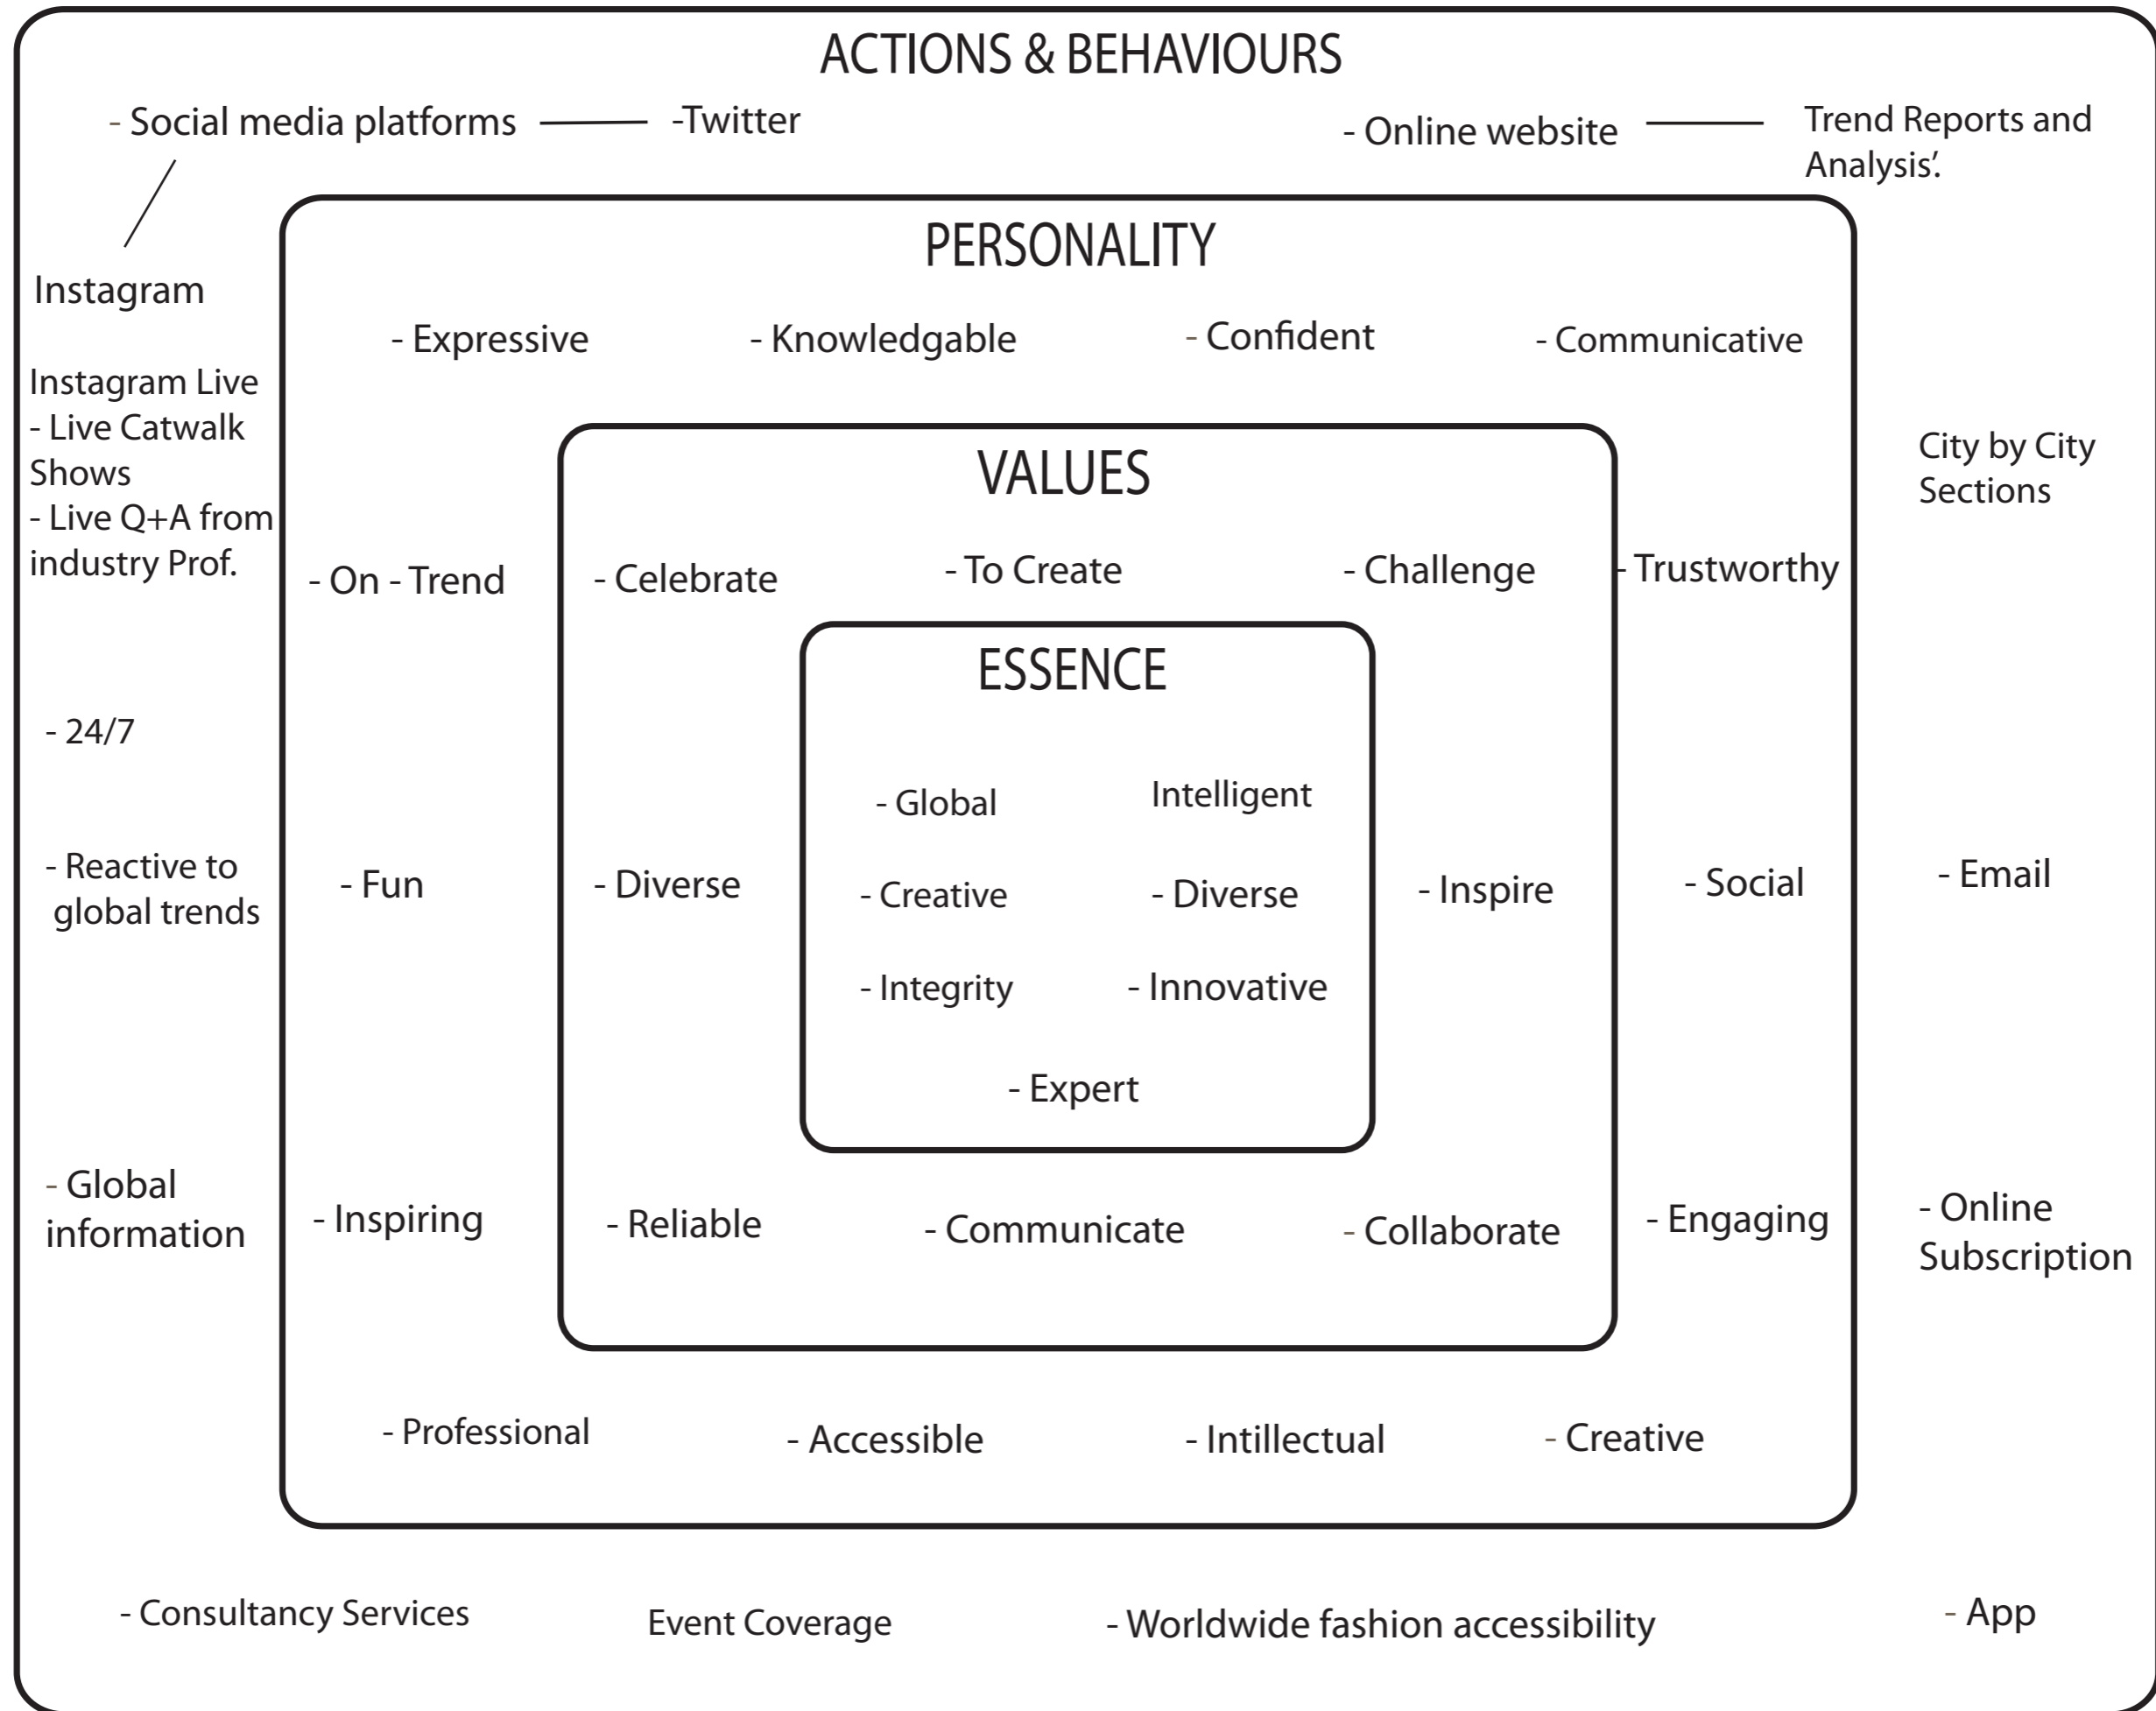 ACTIONS & BEHAVIOURS
- Social media platforms
-Twitter
- Online website
Trend Reports and
Analysis'.
Instagram
Instagram Live
- Live Catwalk
Shows
- Live Q+A from
industry Prof.
- 24/7
- Reactive to
global trends
- Global
information
PERSONALITY
- Expressive
- Knowledgable
- Confident
- Communicative
- On - Trend
- Trustworthy
- Fun
- Social
- Inspiring
- Engaging
- Professional
- Accessible
- Intillectual
- Creative
VALUES
- Celebrate
- To Create
- Challenge
- Diverse
- Inspire
- Reliable
- Communicate
- Collaborate
ESSENCE
- Global
Intelligent
- Creative
- Diverse
- Integrity
- Innovative
- Expert
City by City
Sections
- Email
- Online
Subscription
- Consultancy Services
Event Coverage
- Worldwide fashion accessibility
- App